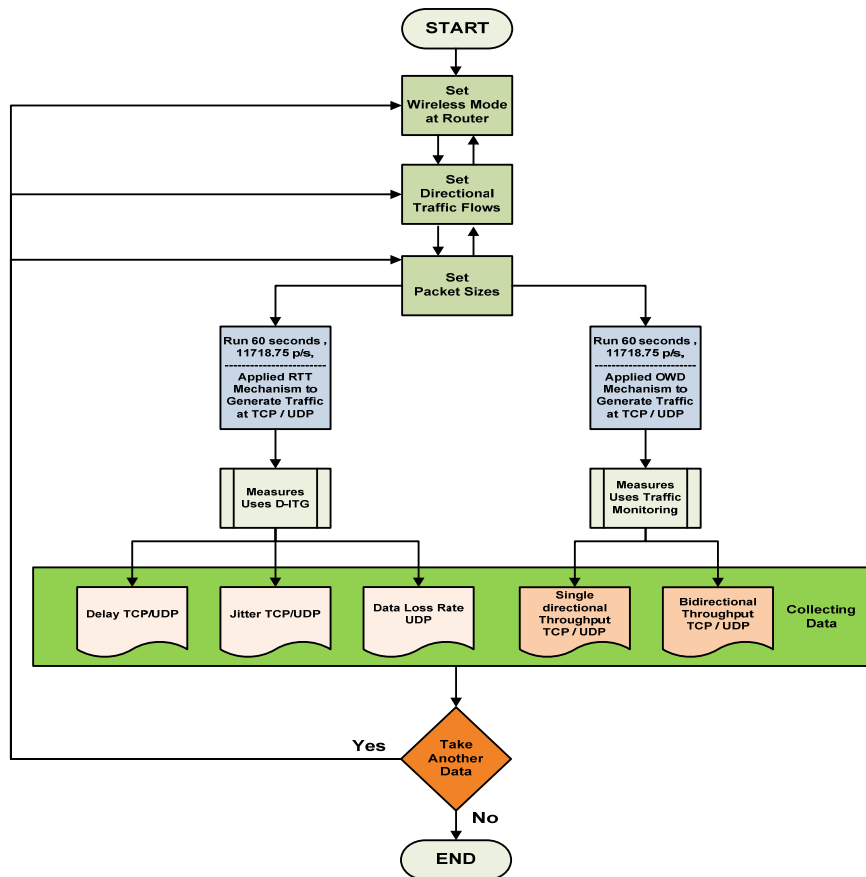 START
Set
Wireless Mode
at Router
Set
Directional
Traffic Flows
Set
Packet Sizes
Run 60 seconds ,
11718.75 p/s,
Applied RTT
Mechanism to
Generate Traffic
at TCP / UDP
Run 60 seconds ,
11718.75 p/s,
Applied OWD
Mechanism to
Generate Traffic
at TCP / UDP
Measures
Uses D-ITG
Measures
Uses Traffic
Monitoring
Delay TCP/UDP
Jitter TCP/UDP
Data Loss Rate
UDP
Single
directional
Throughput
TCP / UDP
Bidirectional
Throughput
TCP / UDP
Collecting
Data
Take
Another
Data
Yes
No
END